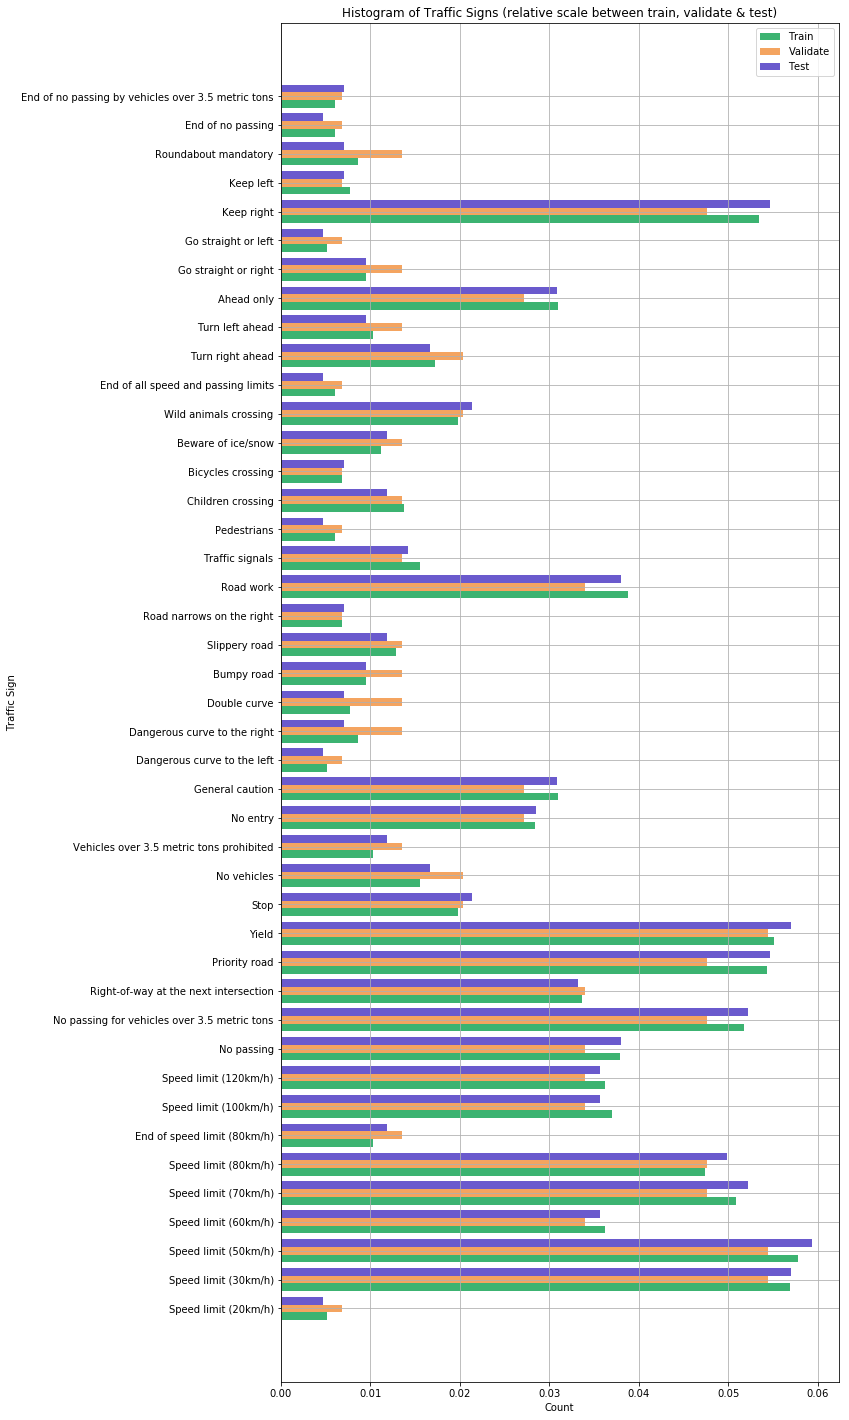 Histogram of Traffic Signs (relative scale between train, validate & test)
Train
Validate
Test
End of no passing by vehicles over 3.5 metric tons
End of no passing
Roundabout mandatory
Keep left
Keep right
Go straight or left
Go straight or right
Ahead only
Turn left ahead
Turn right ahead
End of all speed and passing limits
Wild animals crossing
Beware of ice/snow
Bicycles crossing
Children crossing
Pedestrians
Traffic signals
Road work
Road narrows on the right
Slippery road
Bumpy road
Double curve
Dangerous curve to the right
Dangerous curve to the left
General caution
No entry
Vehicles over 3.5 metric tons prohibited
No vehicles
Stop
Yield
Priority road
Right-of-way at the next intersection
No passing for vehicles over 3.5 metric tons
No passing
Speed limit (120km/h)
Speed limit (100km/h)
End of speed limit (80km/h)
Speed limit (80km/h)
Speed limit (70km/h)
Speed limit (60km/h)
Speed limit (50km/h)
Speed limit (30km/h)
Speed limit (20km/h)
Traffic Sign
0.00 0.01 0.02 0.03 0.04 0.05 0.06
Count